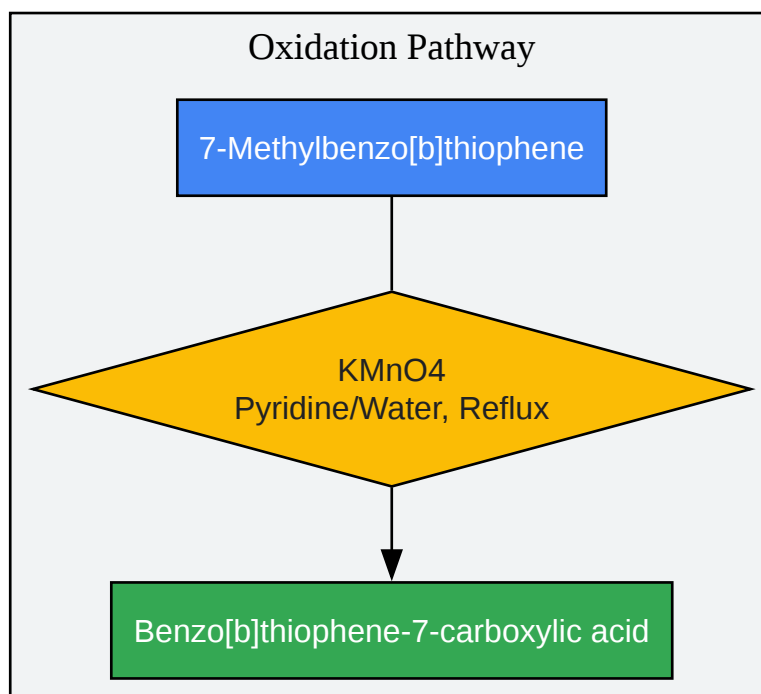 Oxidation Pathway
7-Methylbenzo[b]thiophene
KMnO4
Pyridine/Water, Reflux
Benzo[b]thiophene-7-carboxylic acid